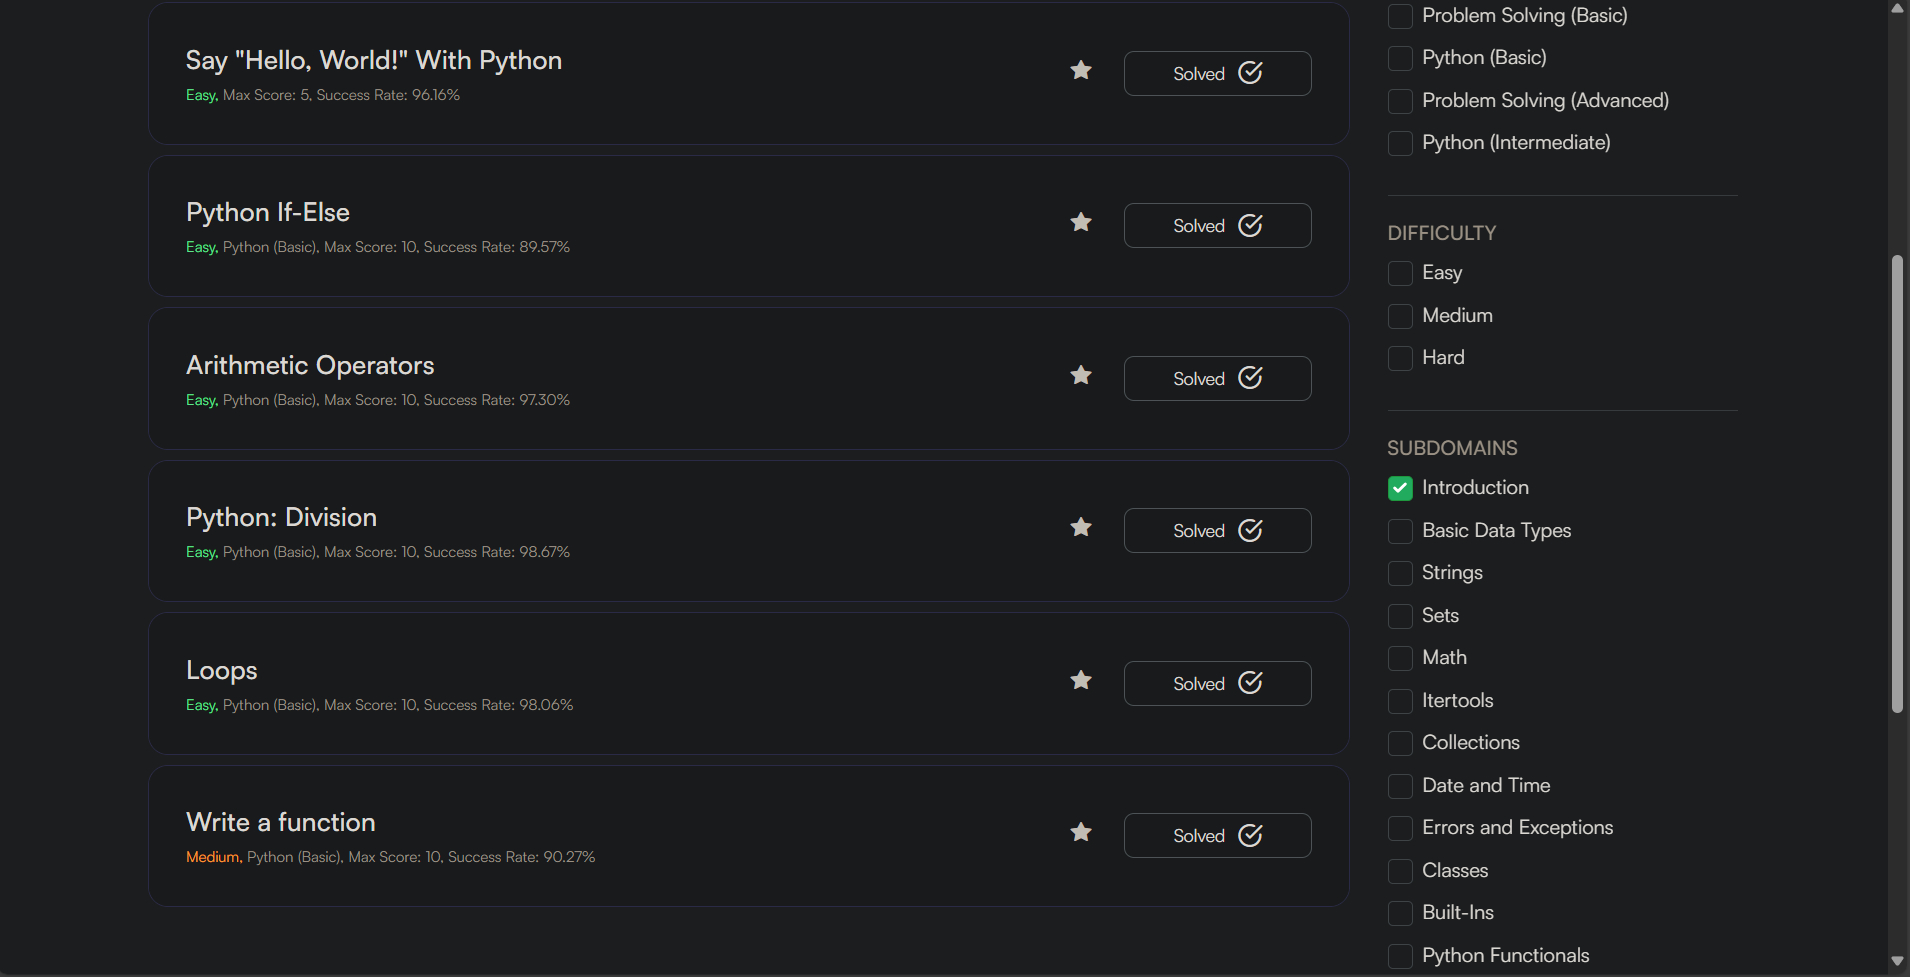 Say "Hello, World!" With Python
Easy, Max Score: 5, Success Rate: 96.16%
Solved
Python If-Else
Easy, Python (Basic), Max Score: 10, Success Rate: 89.57%
Solved
Arithmetic Operators
Easy, Python (Basic), Max Score: 10, Success Rate: 97.30%
Solved
Python: Division
Easy, Python (Basic), Max Score: 10, Success Rate: 98.67%
Solved
Loops
Easy, Python (Basic), Max Score: 10, Success Rate: 98.06%
Solved
Write a function
Medium, Python (Basic), Max Score: 10, Success Rate: 90.27%
Solved
Problem Solving (Basic)
Python (Basic)
Problem Solving (Advanced)
Python (Intermediate)
DIFFICULTY
Easy
Medium
Hard
SUBDOMAINS
Introduction
Basic Data Types
Strings
Sets
Math
Itertools
Collections
Date and Time
Errors and Exceptions
Classes
Built-Ins
Python Functionals